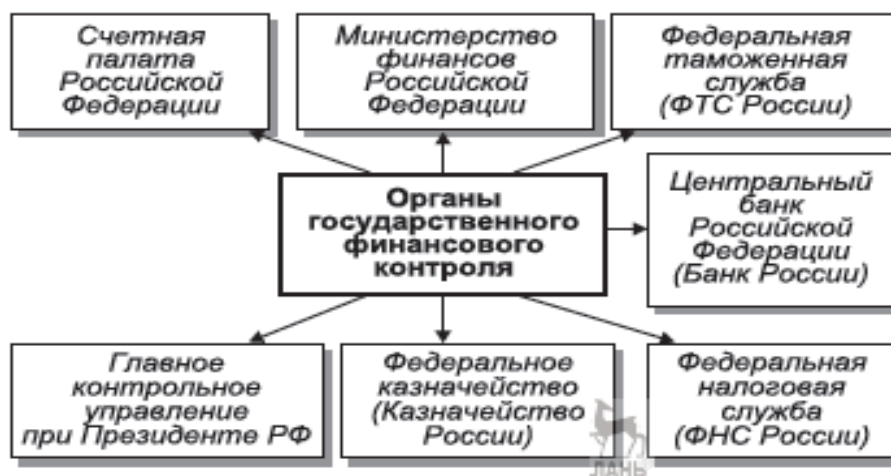 Счетная
палата
Российской
Федерации
Министерство
финансов
Российской
Федерации
Федеральная
таможенная
служба
(ФТС России)
Органы
государственного
финансового
контроля
Центральный
банк
Российской
Федерации
(Банк России)
Главное
контрольное
управление
при Президенте РФ
Федеральное
казначейство
(Казначейство
России)
Федеральная
налоговая
служба
(ФНС России)
ЛАНЬ